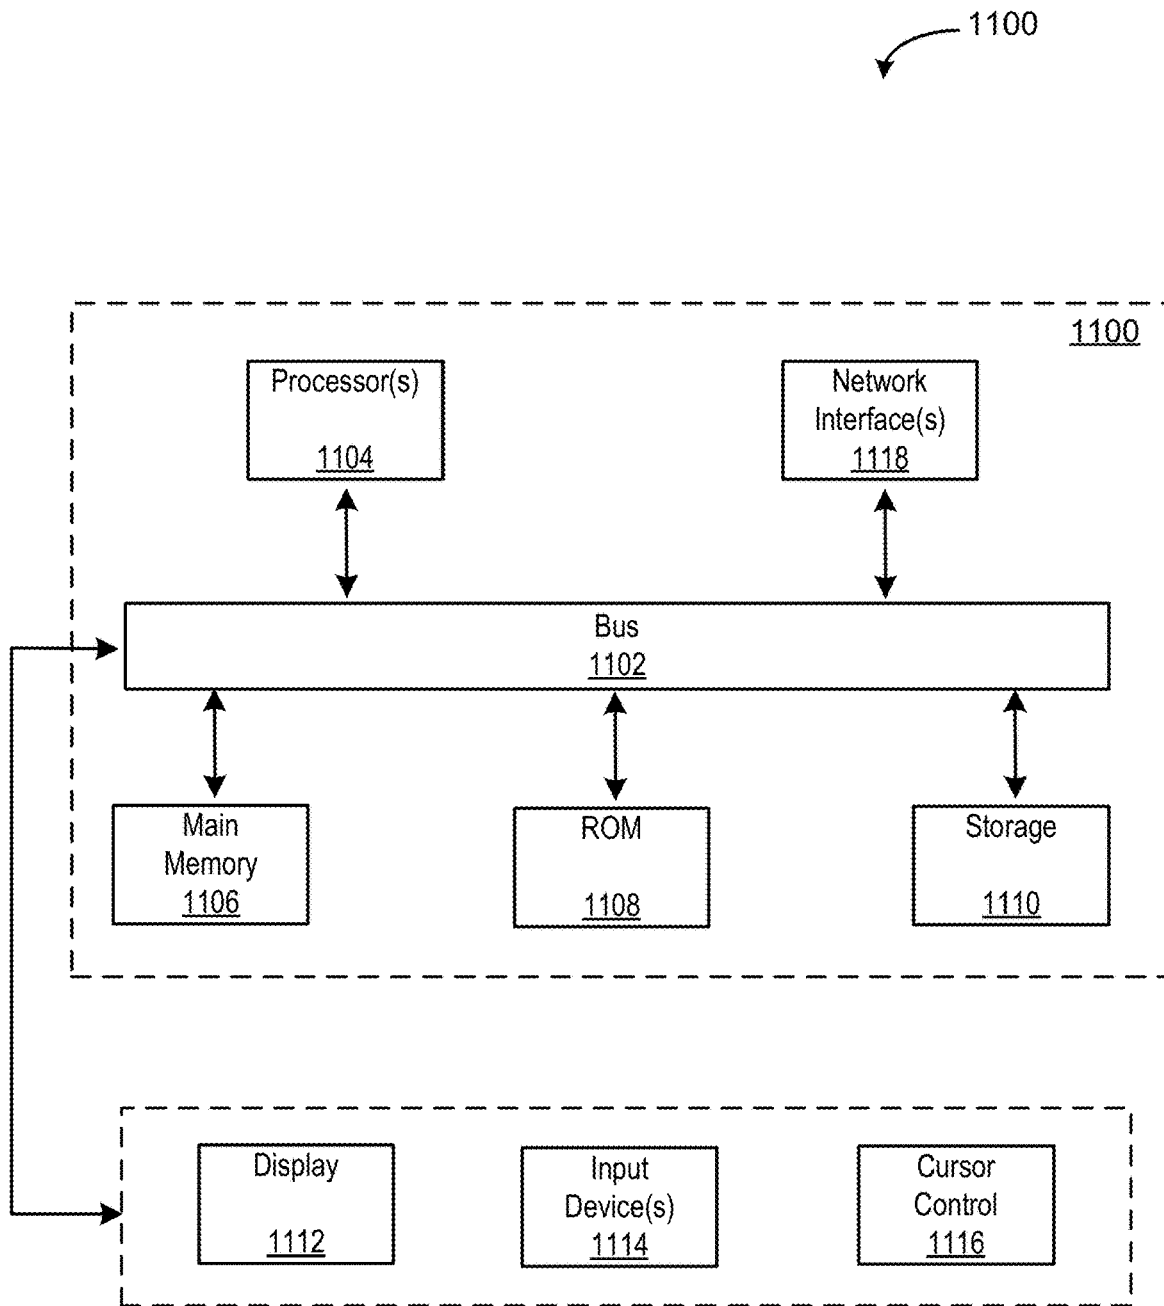 1100
1100
Processor(s)
1104
Network
Interface(s)
1118
Bus
1102
Main
Memory
1106
ROM
1108
Storage
1110
Display
1112
Input
Device(s)
1114
Cursor
Control
1116